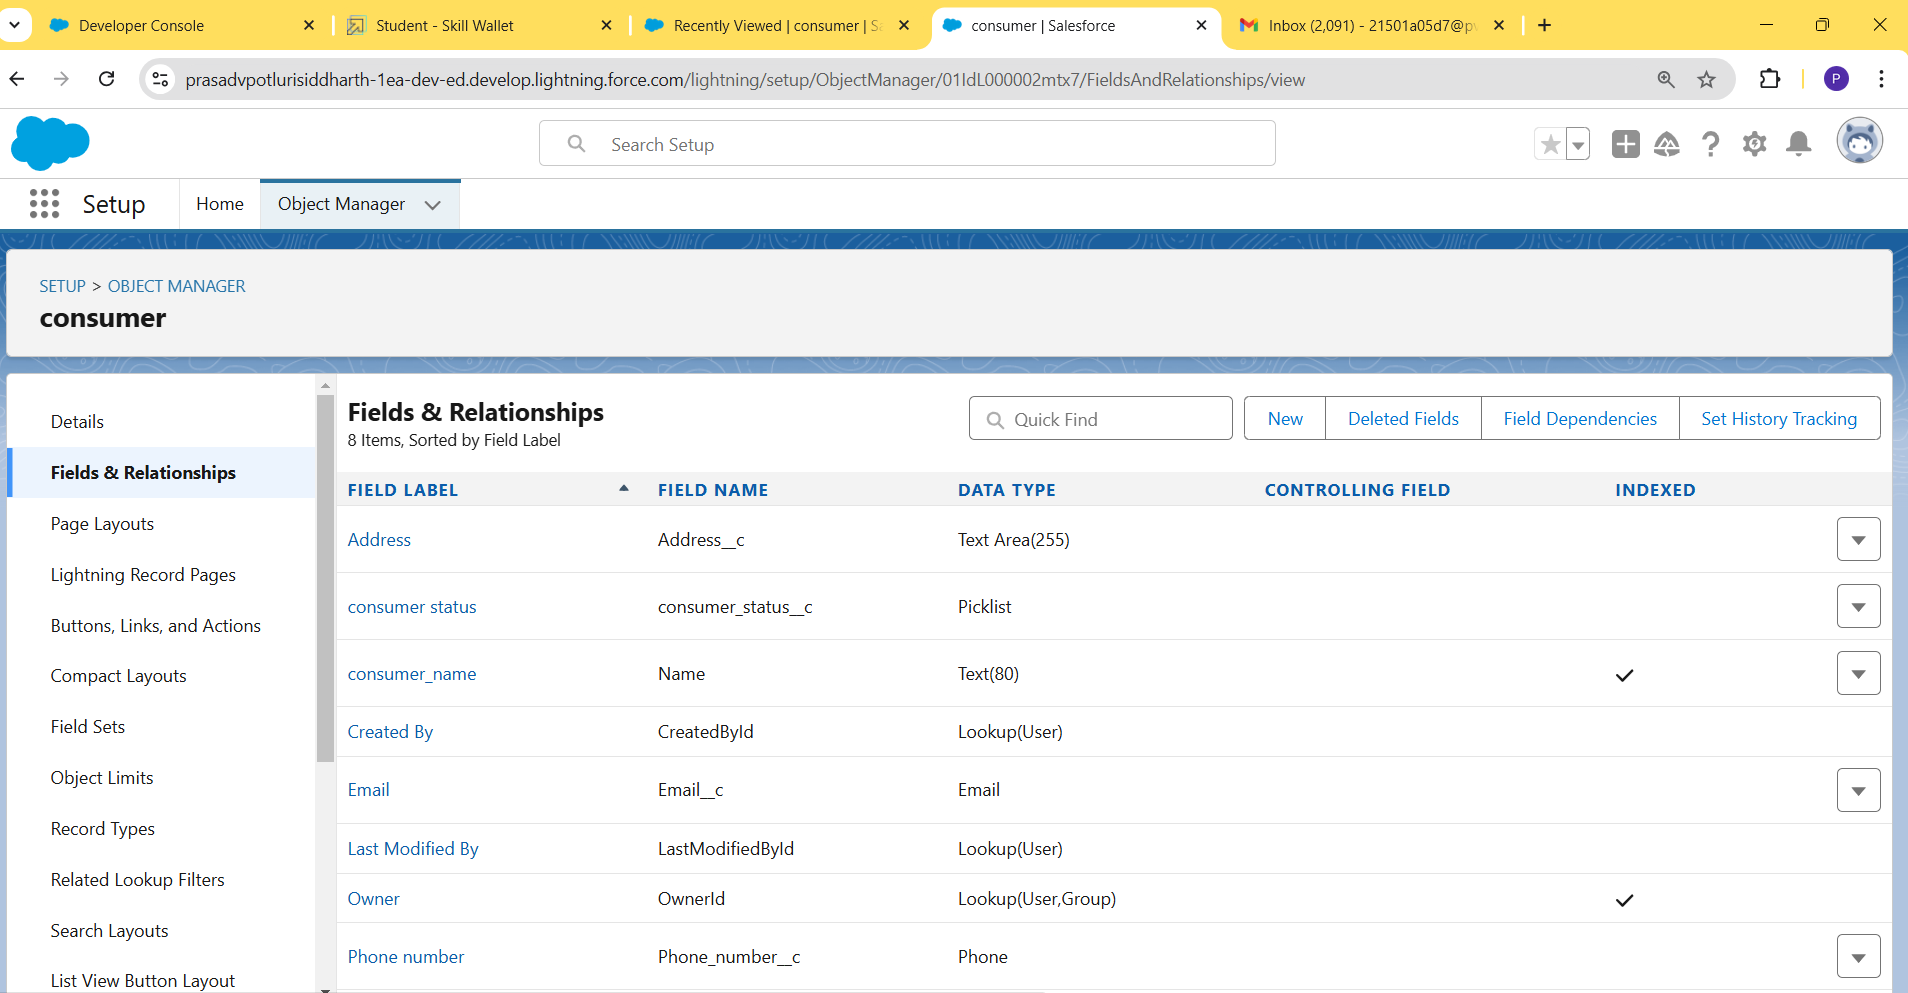 Developer Console
Student - Skill Wallet
Recently Viewed | consumer | Sa
consumer | Salesforce
Inbox (2,091) - 21501a05d7@pv
prasadvpotlurisiddharth-1ea-dev-ed.develop.lightning.force.com/lightning/setup/ObjectManager/01IdL000002mtx7/FieldsAndRelationships/view
P
Search Setup
Setup
Home
Object Manager
SETUP > OBJECT MANAGER
consumer
Details
Fields & Relationships
Page Layouts
Lightning Record Pages
Buttons, Links, and Actions
Compact Layouts
Field Sets
Object Limits
Record Types
Related Lookup Filters
Search Layouts
List View Button Layout
Fields & Relationships
8 Items, Sorted by Field Label
Quick Find
New
Deleted Fields
Field Dependencies
Set History Tracking
FIELD LABEL FIELD NAME DATA TYPE CONTROLLING FIELD INDEXED
Address Address__c Text Area(255)
consumer status consumer_status__c Picklist
consumer_name Name Text(80)
Created By CreatedById Lookup(User)
Email Email__c Email
Last Modified By LastModifiedById Lookup(User)
Owner OwnerId Lookup(User,Group)
Phone number Phone_number__c Phone